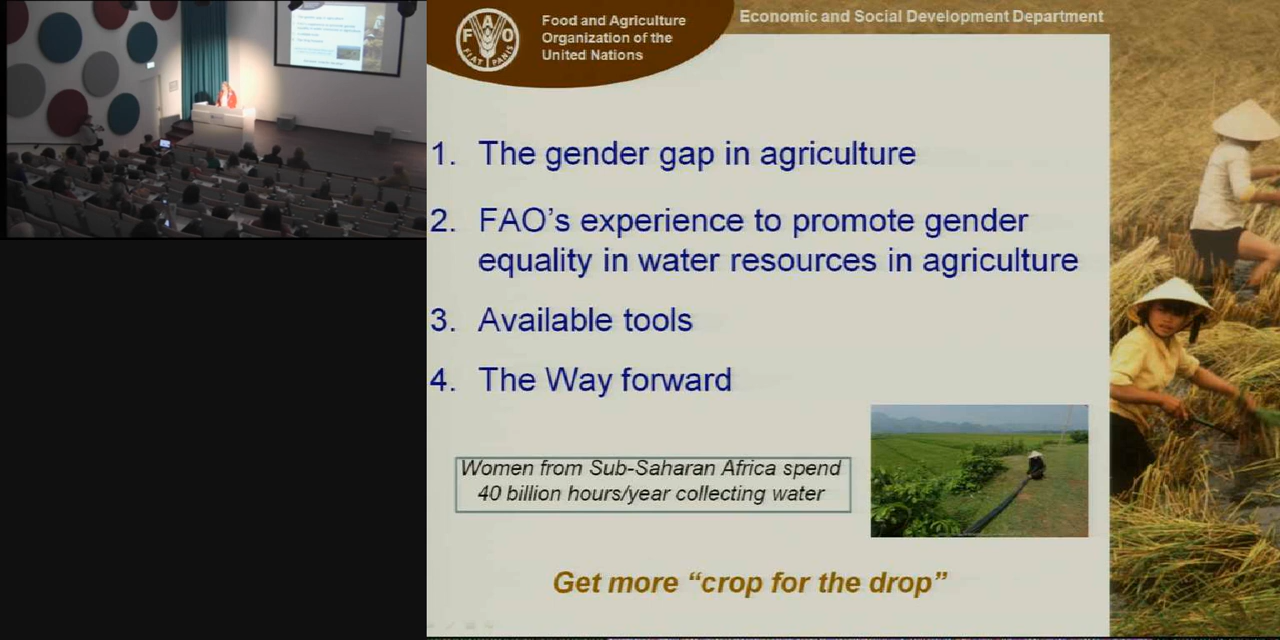 Food and Agriculture
Organization of the
United Nations
F A O
FIAT PANIS
Economic and Social Development Department
1. The gender gap in agriculture
2. FAO’s experience to promote gender
equality in water resources in agriculture
3. Available tools
4. The Way forward
Women from Sub-Saharan Africa spend
40 billion hours/year collecting water
Get more “crop for the drop”